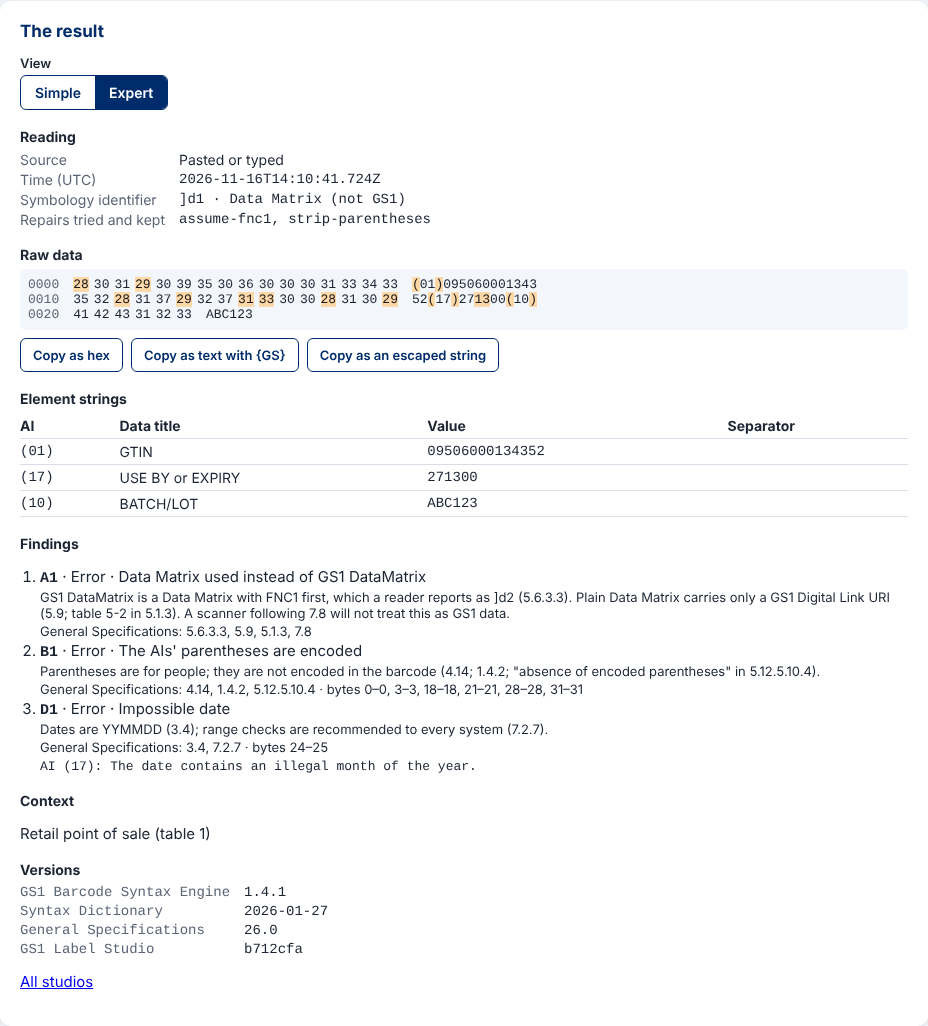 The result
View
Simple Expert
Reading
Source Pasted or typed
Time (UTC) 2026-11-16T14:10:41.724Z
Symbology identifier ]d1 · Data Matrix (not GS1)
Repairs tried and kept assume-fnc1, strip-parentheses
Raw data
0000 28 30 31 29 30 39 35 30 36 30 30 30 31 33 34 33 (01)095060001343
0010 35 32 28 31 37 29 32 37 31 33 30 30 28 31 30 29 52(17)271300(10)
0020 41 42 43 31 32 33 ABC123
Copy as hex Copy as text with {GS} Copy as an escaped string
Element strings
AI Data title Value Separator
(01) GTIN 09506000134352
(17) USE BY or EXPIRY 271300
(10) BATCH/LOT ABC123
Findings
1. A1 · Error · Data Matrix used instead of GS1 DataMatrix
GS1 DataMatrix is a Data Matrix with FNC1 first, which a reader reports as ]d2 (5.6.3.3). Plain Data Matrix carries only a GS1 Digital Link URI
(5.9; table 5-2 in 5.1.3). A scanner following 7.8 will not treat this as GS1 data.
General Specifications: 5.6.3.3, 5.9, 5.1.3, 7.8
2. B1 · Error · The AIs' parentheses are encoded
Parentheses are for people; they are not encoded in the barcode (4.14; 1.4.2; "absence of encoded parentheses" in 5.12.5.10.4).
General Specifications: 4.14, 1.4.2, 5.12.5.10.4 · bytes 0–0, 3–3, 18–18, 21–21, 28–28, 31–31
3. D1 · Error · Impossible date
Dates are YYMMDD (3.4); range checks are recommended to every system (7.2.7).
General Specifications: 3.4, 7.2.7 · bytes 24–25
AI (17): The date contains an illegal month of the year.
Context
Retail point of sale (table 1)
Versions
GS1 Barcode Syntax Engine 1.4.1
Syntax Dictionary 2026-01-27
General Specifications 26.0
GS1 Label Studio b712cfa
All studios